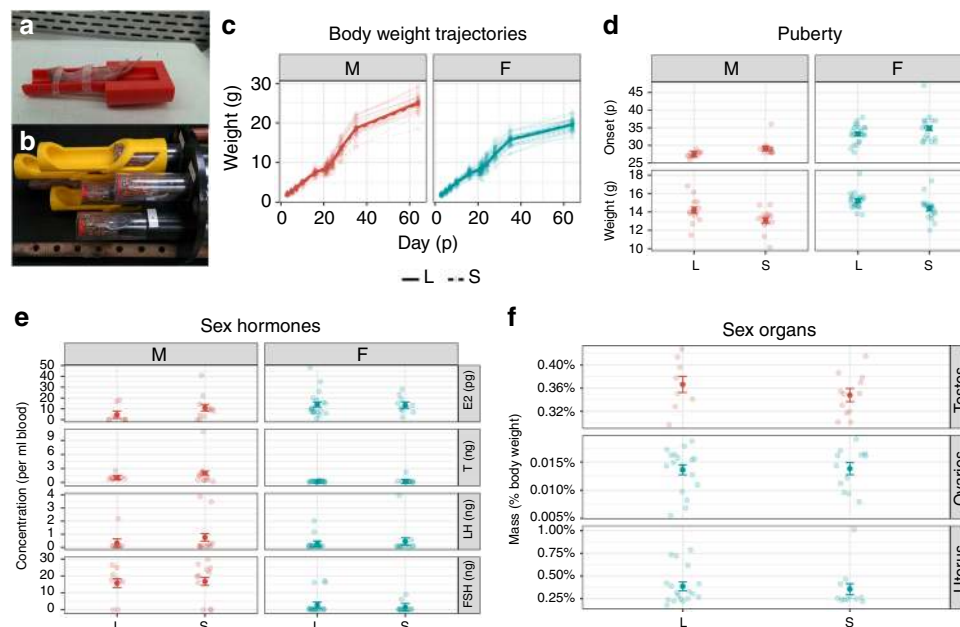 a
b
c
Body weight trajectories
M
F
Weight (g)
30
20
10
0
0 20 40 60
0 20 40 60
Day (p)
L S
d
Puberty
M
F
Onset (p)
45
40
35
30
25
Weight (g)
18
16
14
12
10
L S
L S
e
Sex hormones
M
F
Concentration (per ml blood)
50
40
30
20
10
0
E2 (pg)
9
6
3
1
0
T (ng)
4
2
1
0
LH (ng)
30
20
10
0
FSH (ng)
L S
L S
f
Sex organs
Mass (% body weight)
0.40%
0.36%
0.32%
Testes
0.015%
0.010%
0.005%
Ovaries
1.00%
0.75%
0.50%
0.25%
Uterus
L S